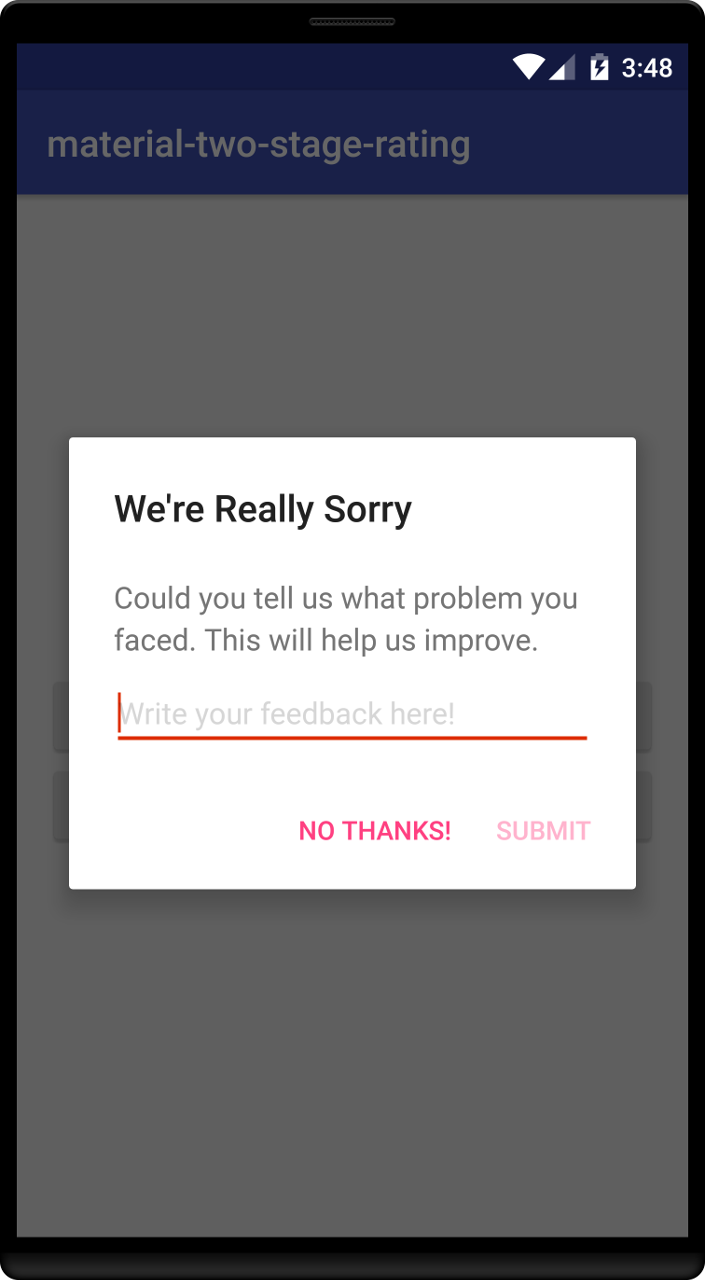 3:48
material-two-stage-rating
We're Really Sorry
Could you tell us what problem you
faced. This will help us improve.
Write your feedback here!
NO THANKS! SUBMIT